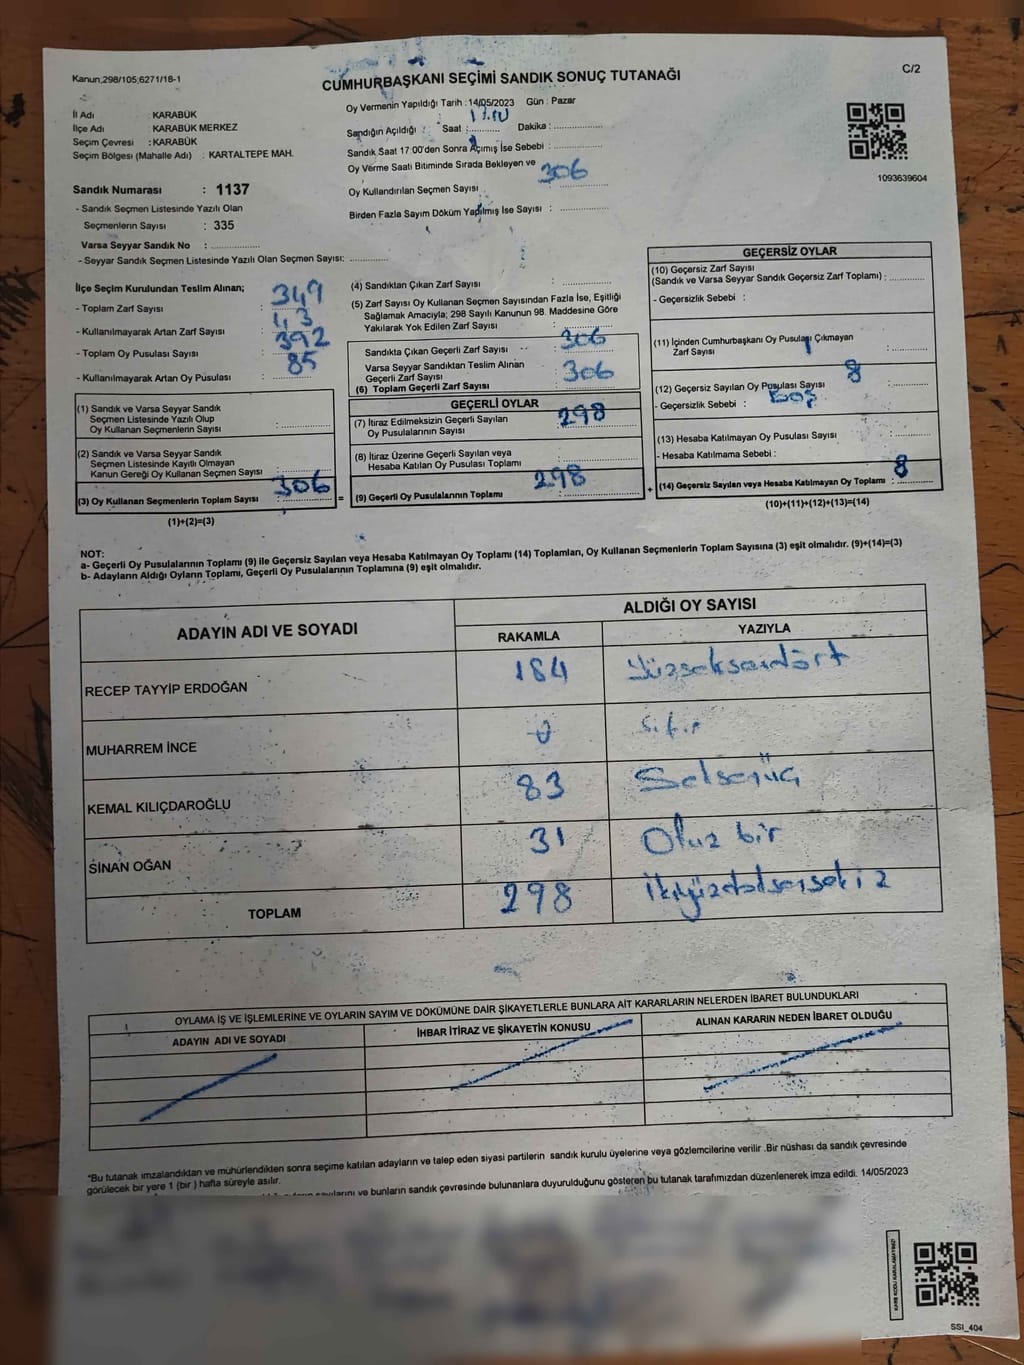 Kanun;298/105;6271/18-1
C/2
CUMHURBAŞKANI SEÇİMİ SANDIK SONUÇ TUTANAĞI
İl Adı : KARABÜK
İlçe Adı : KARABÜK MERKEZ
Seçim Çevresi : KARABÜK
Seçim Bölgesi (Mahalle Adı) : KARTALTEPE MAH.
Oy Vermenin Yapıldığı Tarih : 14/05/2023 Gün : Pazar
Sandığın Açıldığı : Saat :........... Dakika :................
17.00
Sandık Saat 17:00'den Sonra Açımış İse Sebebi : ................
Oy Verme Saati Bitiminde Sırada Bekleyen ve
Oy Kullandırılan Seçmen Sayısı 306
Birden Fazla Sayım Döküm Yapılmış İse Sayısı : ................
1093639604
Sandık Numarası : 1137
- Sandık Seçmen Listesinde Yazılı Olan
Seçmenlerin Sayısı : 335
Varsa Seyyar Sandık No : ................
- Seyyar Sandık Seçmen Listesinde Yazılı Olan Seçmen Sayısı: ............
İlçe Seçim Kurulundan Teslim Alınan;
- Toplam Zarf Sayısı : 349
- Kullanılmayarak Artan Zarf Sayısı : 43
- Toplam Oy Pusulası Sayısı : 392
- Kullanılmayarak Artan Oy Pusulası : 85
(1) Sandık ve Varsa Seyyar Sandık
Seçmen Listesinde Yazılı Olup
Oy Kullanan Seçmenlerin Sayısı :............
(2) Sandık ve Varsa Seyyar Sandık
Seçmen Listesinde Kayıtlı Olmayan
Kanun Gereği Oy Kullanan Seçmen Sayısı :............
(3) Oy Kullanan Seçmenlerin Toplam Sayısı : 306
=
(1)+(2)=(3)
(4) Sandıktan Çıkan Zarf Sayısı : ................
(5) Zarf Sayısı Oy Kullanan Seçmen Sayısından Fazla İse, Eşitliği
Sağlamak Amacıyla; 298 Sayılı Kanunun 98. Maddesine Göre
Yakılarak Yok Edilen Zarf Sayısı : ................
Sandıkta Çıkan Geçerli Zarf Sayısı : 306
Varsa Seyyar Sandıktan Teslim Alınan
Geçerli Zarf Sayısı :
(6) Toplam Geçerli Zarf Sayısı : 306
GEÇERLİ OYLAR
(7) İtiraz Edilmeksizin Geçerli Sayılan
Oy Pusulalarının Sayısı : 298
(8) İtiraz Üzerine Geçerli Sayılan veya
Hesaba Katılan Oy Pusulası Toplamı :................
(9) Geçerli Oy Pusulalarının Toplamı : 298
+
GEÇERSİZ OYLAR
(10) Geçersiz Zarf Sayısı
(Sandık ve Varsa Seyyar Sandık Geçersiz Zarf Toplamı) : ............
- Geçersizlik Sebebi :
(11) İçinden Cumhurbaşkanı Oy Pusulası Çıkmayan
Zarf Sayısı :............
(12) Geçersiz Sayılan Oy Pusulası Sayısı : 8
- Geçersizlik Sebebi : Boş
(13) Hesaba Katılmayan Oy Pusulası Sayısı :............
- Hesaba Katılmama Sebebi :
(14) Geçersiz Sayılan veya Hesaba Katılmayan Oy Toplamı : 8
(10)+(11)+(12)+(13)=(14)
NOT:
a- Geçerli Oy Pusulalarının Toplamı (9) ile Geçersiz Sayılan veya Hesaba Katılmayan Oy Toplamı (14) Toplamları, Oy Kullanan Seçmenlerin Toplam Sayısına (3) eşit olmalıdır. (9)+(14)=(3)
b- Adayların Aldığı Oyların Toplamı, Geçerli Oy Pusulalarının Toplamına (9) eşit olmalıdır.
ADAYIN ADI VE SOYADI
ALDIĞI OY SAYISI
RAKAMLA YAZIYLA
RECEP TAYYİP ERDOĞAN 184 Yüzseksendört
MUHARREM İNCE 0 sıfır
KEMAL KILIÇDAROĞLU 83
SİNAN OĞAN 31 Otuz bir
TOPLAM 298
OYLAMA İŞ VE İŞLEMLERİNE VE OYLARIN SAYIM VE DÖKÜMÜNE DAİR ŞİKAYETLERLE BUNLARA AİT KARARLARIN NELERDEN İBARET BULUNDUKLARI
ADAYIN ADI VE SOYADI İHBAR İTİRAZ VE ŞİKAYETİN KONUSU ALINAN KARARIN NEDEN İBARET OLDUĞU
*Bu tutanak imzalandıktan ve mühürlendikten sonra seçime katılan adayların ve talep eden siyasi partilerin sandık kurulu üyelerine veya gözlemcilerine verilir .Bir nüshası da sandık çevresinde
görülecek bir yere 1 (bir ) hafta süreyle asılır.
ve bunların sandık çevresinde bulunanlara duyurulduğunu gösteren bu tutanak tarafımızdan düzenlenerek imza edildi. 14/05/2023
KARE KODU KARALAMAYINIZ!
SSI_404